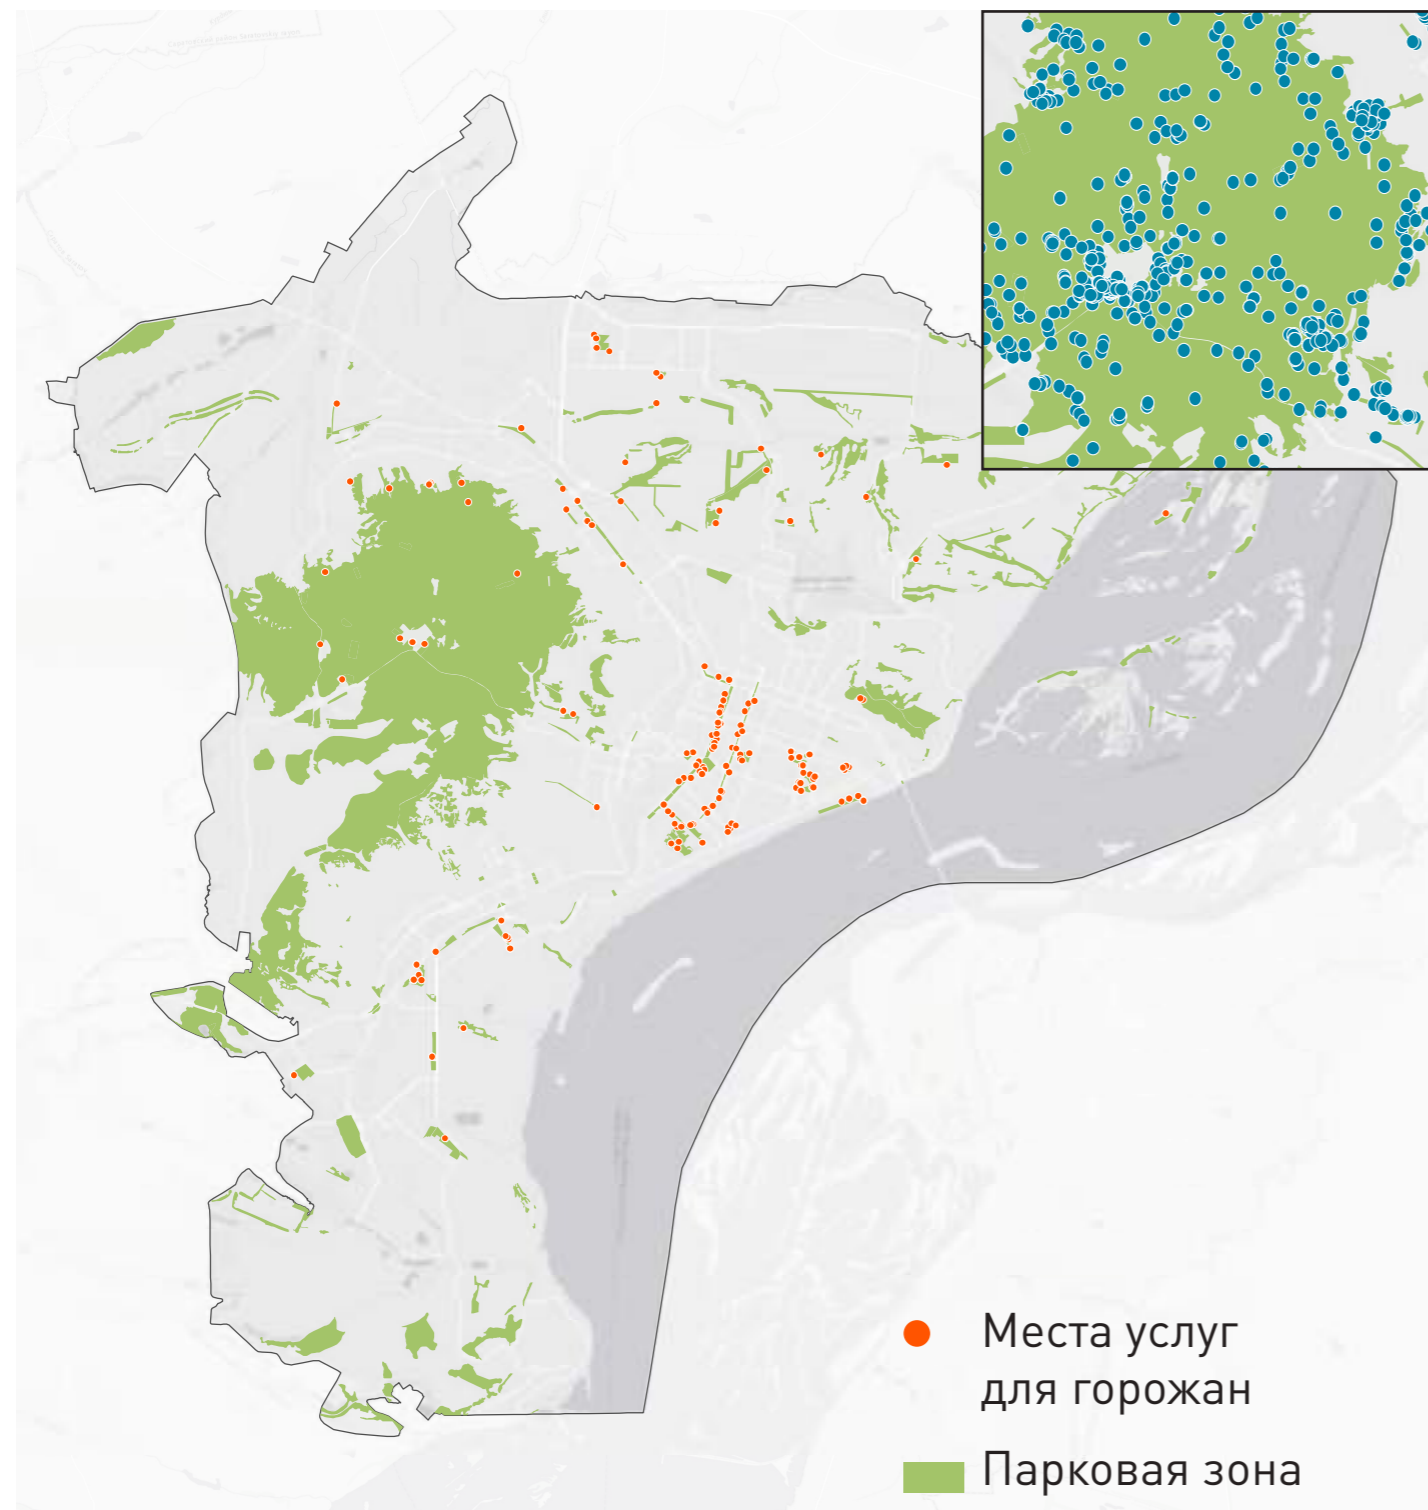 Места услуг
для горожан
Парковая зона